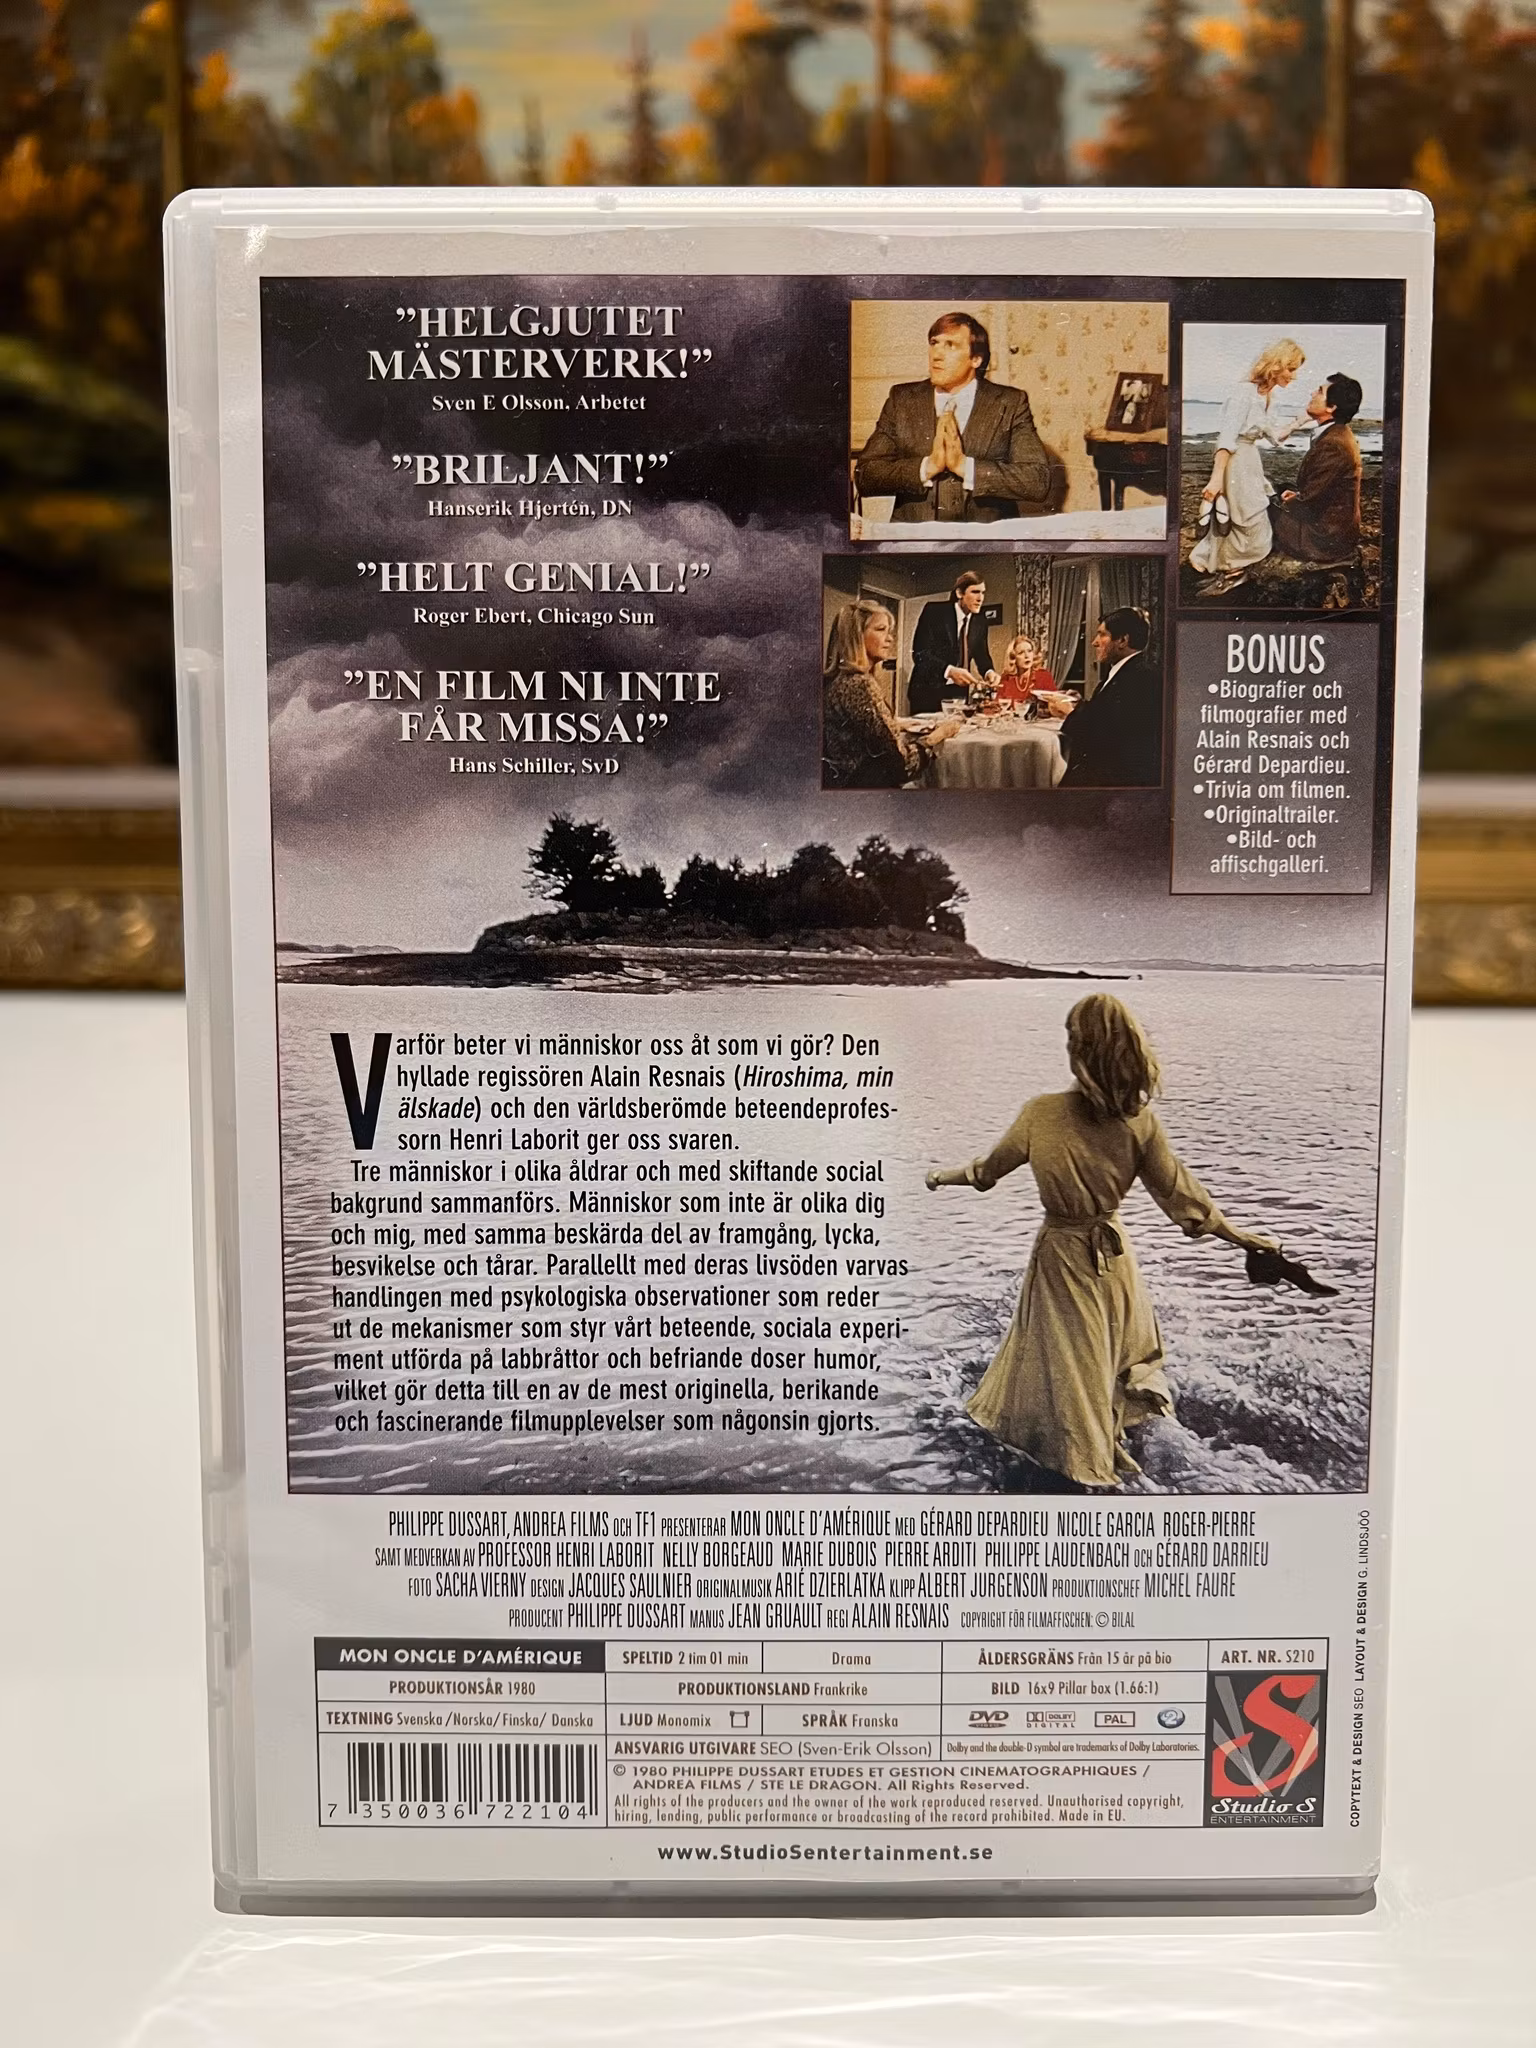 ”HELGJUTET
MÄSTERVERK!”
Sven E Olsson, Arbetet
”BRILJANT!”
Hanserik Hjertén, DN
”HELT GENIAL!”
Roger Ebert, Chicago Sun
”EN FILM NI INTE
FÅR MISSA!”
Hans Schiller, SvD
BONUS
•Biografier och
filmografier med
Alain Resnais och
Gérard Depardieu.
•Trivia om filmen.
•Originaltrailer.
•Bild- och
affischgalleri.
Varför beter vi människor oss åt som vi gör? Den
hyllade regissören Alain Resnais (Hiroshima, min
älskade) och den världsberömde beteendeprofes-
sorn Henri Laborit ger oss svaren.
Tre människor i olika åldrar och med skiftande social
bakgrund sammanförs. Människor som inte är olika dig
och mig, med samma beskärda del av framgång, lycka,
besvikelse och tårar. Parallellt med deras livsöden varvas
handlingen med psykologiska observationer som reder
ut de mekanismer som styr vårt beteende, sociala experi-
ment utförda på labbråttor och befriande doser humor,
vilket gör detta till en av de mest originella, berikande
och fascinerande filmupplevelser som någonsin gjorts.
PHILIPPE DUSSART, ANDREA FILMS OCH TF1 PRESENTERAR MON ONCLE D'AMÉRIQUE MED GÉRARD DEPARDIEU NICOLE GARCIA ROGER-PIERRE
SAMT MEDVERKAN AV PROFESSOR HENRI LABORIT NELLY BORGEAUD MARIE DUBOIS PIERRE ARDITI PHILIPPE LAUDENBACH OCH GÉRARD DARRIEU
FOTO SACHA VIERNY DESIGN JACQUES SAULNIER ORIGINALMUSIK ARIÉ DZIERLATKA KLIPP ALBERT JURGENSON PRODUKTIONSCHEF MICHEL FAURE
PRODUCENT PHILIPPE DUSSART MANUS JEAN GRUAULT REGI ALAIN RESNAIS COPYRIGHT FÖR FILMAFFISCHEN: © BILAL
MON ONCLE D'AMÉRIQUE
SPELTID 2 tim 01 min
Drama
ÅLDERSGRÄNS Från 15 år på bio
ART. NR. S210
PRODUKTIONSÅR 1980
PRODUKTIONSLAND Frankrike
BILD 16x9 Pillar box (1.66:1)
TEXTNING Svenska /Norska/ Finska/ Danska
LJUD Monomix
SPRÅK Franska
DVD
VIDEO
DOLBY
DIGITAL
PAL
2
ANSVARIG UTGIVARE SEO (Sven-Erik Olsson)
Dolby and the double-D symbol are trademarks of Dolby Laboratories.
© 1980 PHILIPPE DUSSART ETUDES ET GESTION CINEMATOGRAPHIQUES /
ANDREA FILMS / STE LE DRAGON. All Rights Reserved.
All rights of the producers and the owner of the work reproduced reserved. Unauthorised copyright,
hiring, lending, public performance or broadcasting of the record prohibited. Made in EU.
7 350036 722104
S
Studio S
ENTERTAINMENT
www.StudioSentertainment.se
COPYTEXT & DESIGN SEO LAYOUT & DESIGN G. LINDSJÖÖ